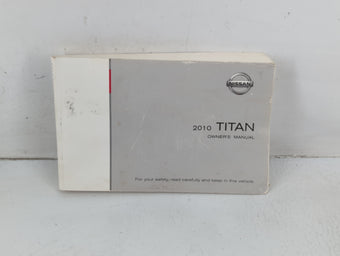 NISSAN
2010 TITAN
OWNER'S MANUAL
For your safety, read carefully and keep in this vehicle.